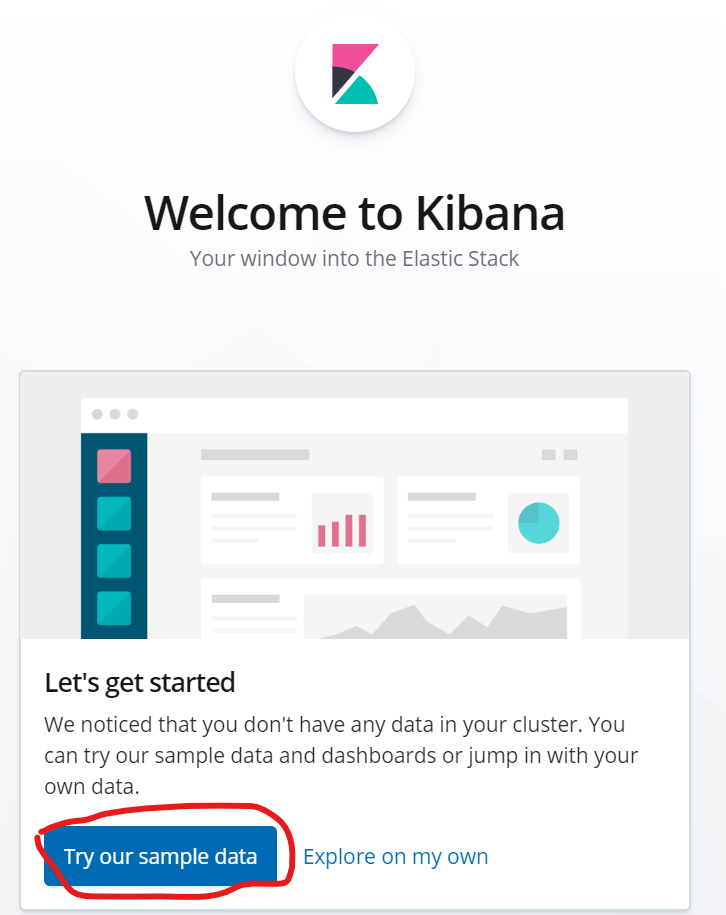 Welcome to Kibana
Your window into the Elastic Stack
Let's get started
We noticed that you don't have any data in your cluster. You
can try our sample data and dashboards or jump in with your
own data.
Try our sample data
Explore on my own